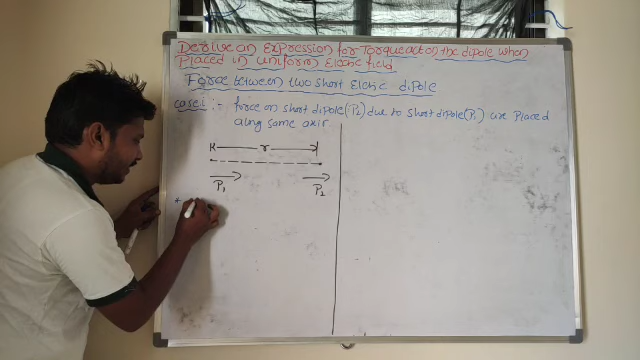 Derive an Expression for Torque act on the dipole when
Placed in uniform Electric field
Force between two short Electric dipole
case:1 :- force on short dipole (P2) due to short dipole (P1) are placed
along same axis
r
P1
P2
+